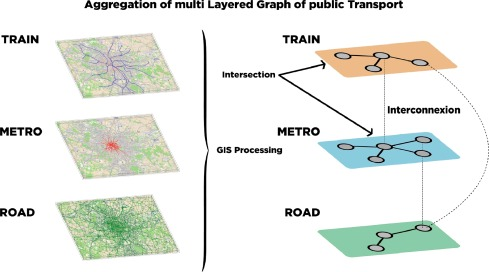 Aggregation of multi Layered Graph of public Transport
TRAIN
TRAIN
Intersection
Interconnexion
METRO
METRO
GIS Processing
ROAD
ROAD